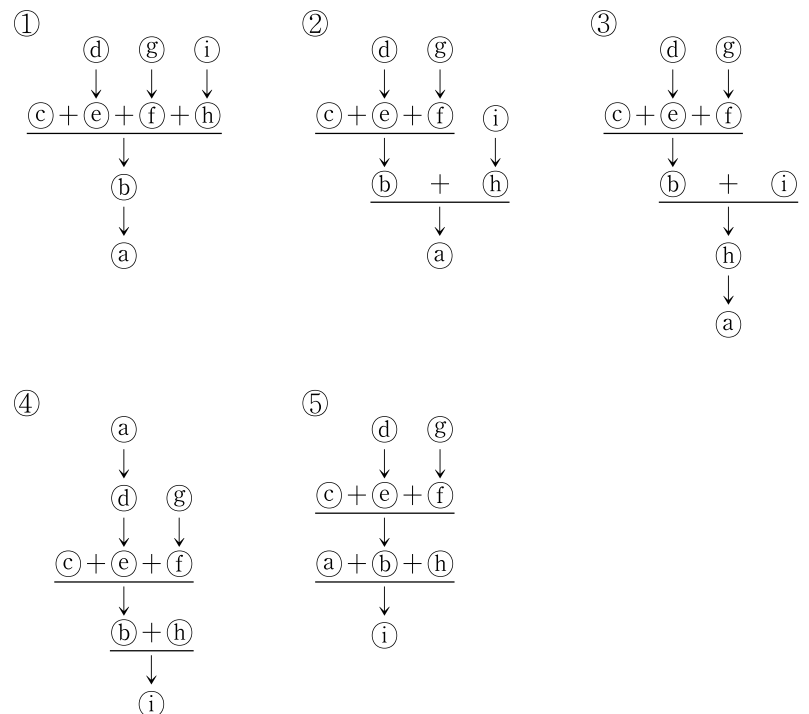 ① ② ③
ⓓ ⓖ ⓘ ⓓ ⓖ ⓓ ⓖ
ⓒ + ⓔ + ⓕ + ⓗ ⓒ + ⓔ + ⓕ ⓘ ⓒ + ⓔ + ⓕ
ⓑ ⓑ + ⓗ ⓑ + ⓘ
ⓐ ⓐ ⓗ
ⓐ
④ ⑤
ⓐ ⓓ ⓖ
ⓓ ⓖ ⓒ + ⓔ + ⓕ
ⓒ + ⓔ + ⓕ ⓐ + ⓑ + ⓗ
ⓑ + ⓗ ⓘ
ⓘ